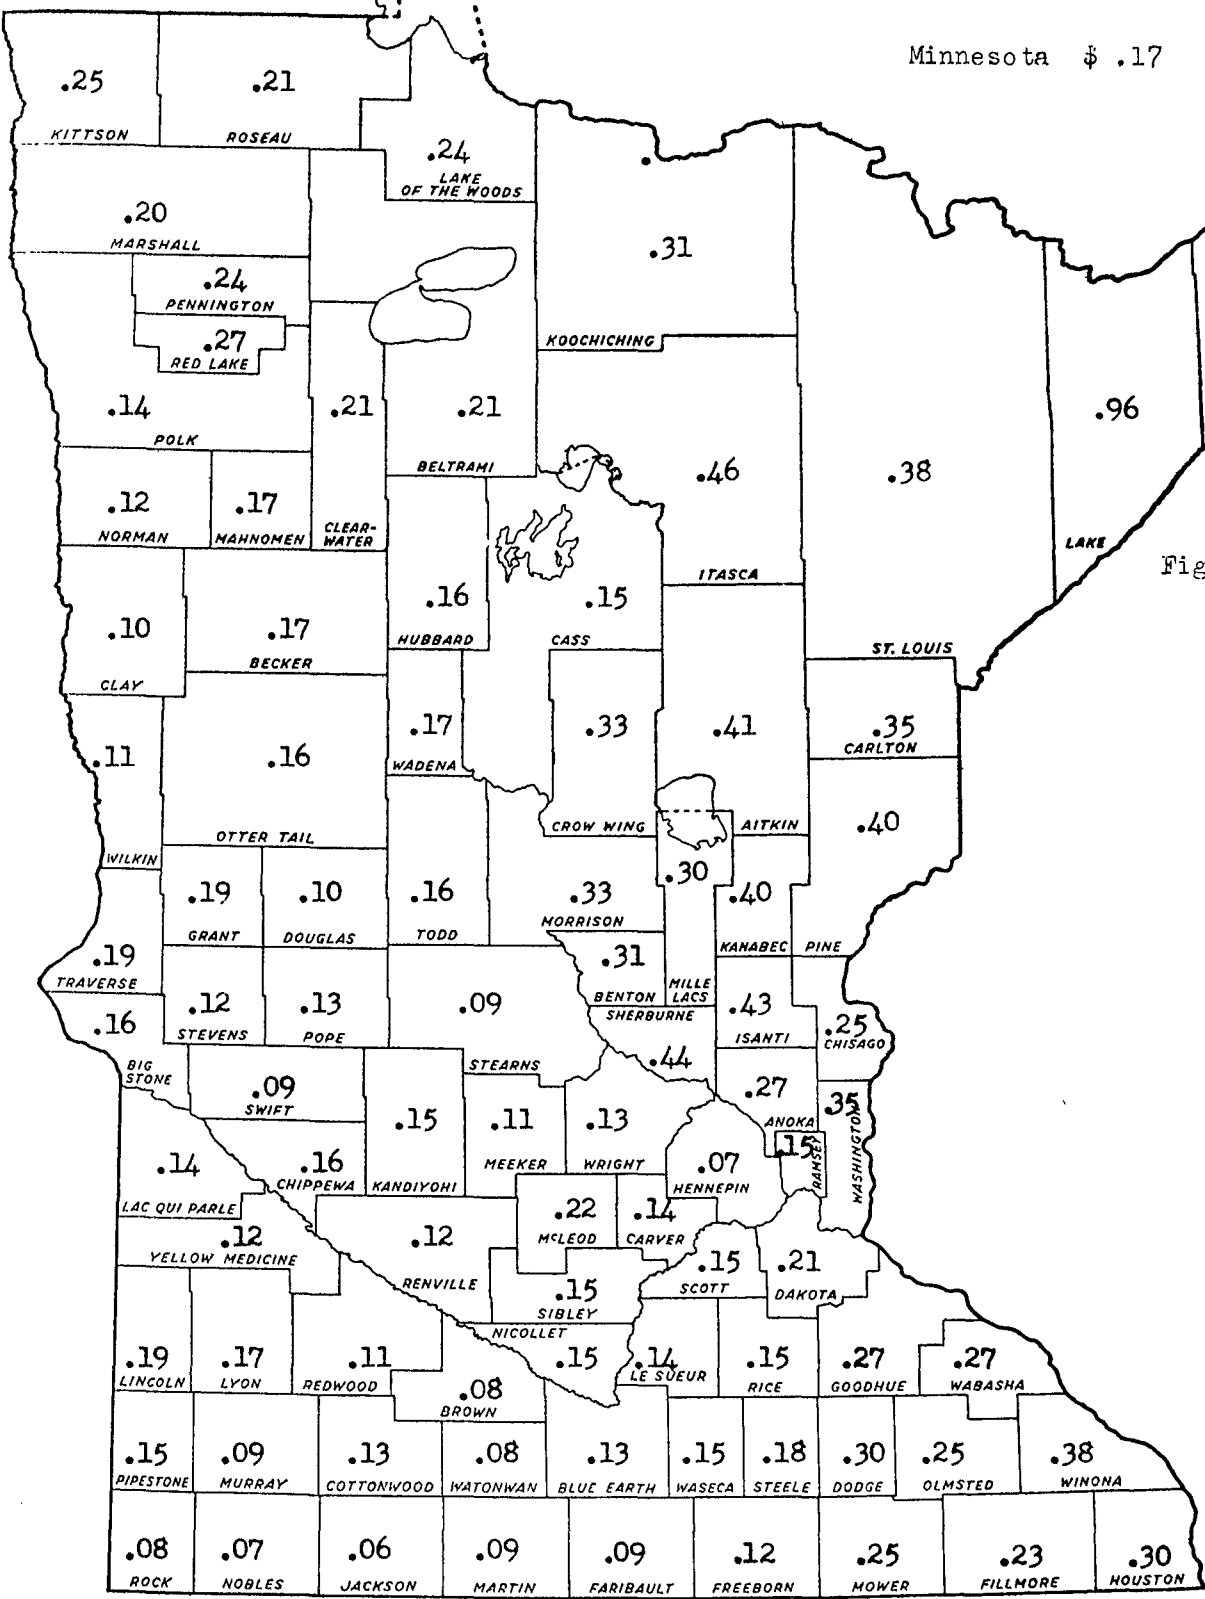 Minnesota $ .17
.25
KITTSON
.21
ROSEAU
.24
LAKE
OF THE WOODS
.20
MARSHALL
.31
KOOCHICHING
.24
PENNINGTON
.27
RED LAKE
.14
POLK
.21
CLEAR-
WATER
.21
BELTRAMI
.46
ITASCA
.38
ST. LOUIS
.96
LAKE
Fig
.12
NORMAN
.17
MAHNOMEN
.16
HUBBARD
.15
CASS
.10
CLAY
.17
BECKER
.11
WILKIN
.16
OTTER TAIL
.17
WADENA
.33
CROW WING
.41
AITKIN
.35
CARLTON
.40
PINE
.19
GRANT
.10
DOUGLAS
.16
TODD
.33
MORRISON
.30
MILLE
LACS
.40
KANABEC
.19
TRAVERSE
.12
STEVENS
.13
POPE
.09
STEARNS
.31
BENTON
SHERBURNE
.44
.43
ISANTI
.25
CHISAGO
.16
BIG
STONE
.09
SWIFT
.15
KANDIYOHI
.11
MEEKER
.13
WRIGHT
.27
ANOKA
.35
WASHINGTON
.15
RAMSEY
.07
HENNEPIN
.14
LAC QUI PARLE
.16
CHIPPEWA
.12
YELLOW MEDICINE
.12
RENVILLE
.22
McLEOD
.14
CARVER
.15
SCOTT
.21
DAKOTA
.15
SIBLEY
NICOLLET
.15
.19
LINCOLN
.17
LYON
.11
REDWOOD
.08
BROWN
.14
LE SUEUR
.15
RICE
.27
GOODHUE
.27
WABASHA
.15
PIPESTONE
.09
MURRAY
.13
COTTONWOOD
.08
WATONWAN
.13
BLUE EARTH
.15
WASECA
.18
STEELE
.30
DODGE
.25
OLMSTED
.38
WINONA
.08
ROCK
.07
NOBLES
.06
JACKSON
.09
MARTIN
.09
FARIBAULT
.12
FREEBORN
.25
MOWER
.23
FILLMORE
.30
HOUSTON